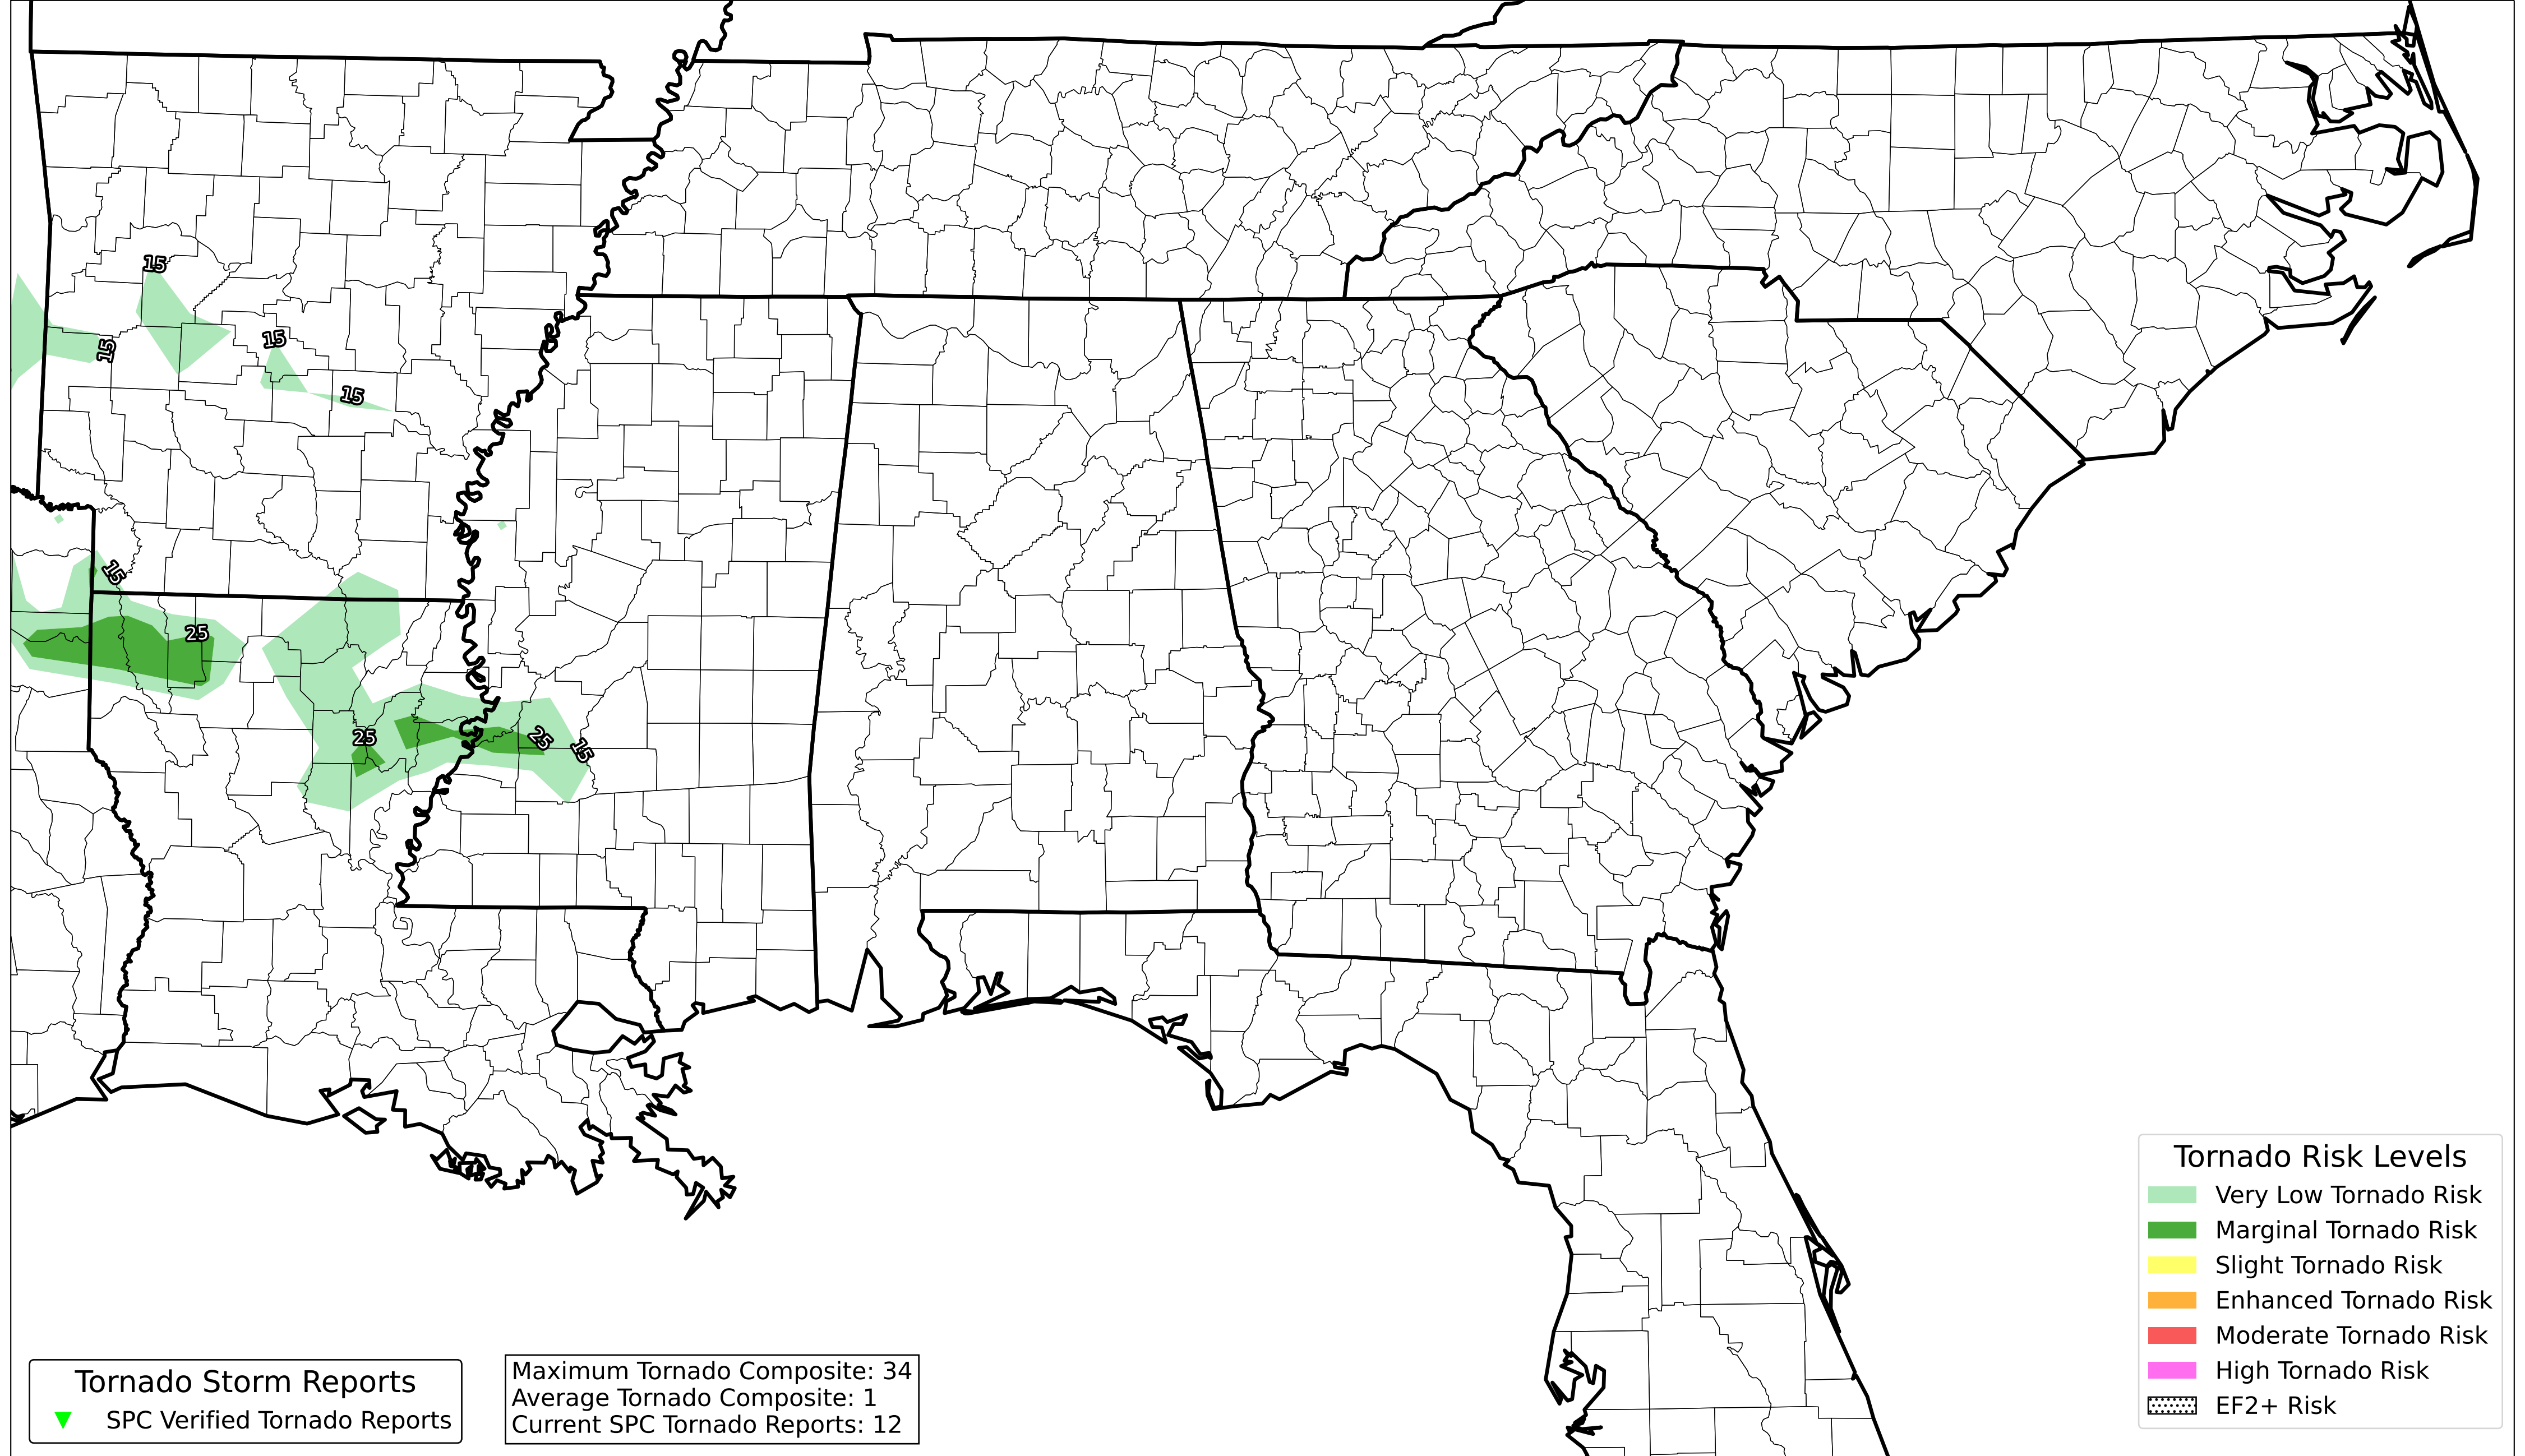 15
15
15
15
15
25
25
25
15
Tornado Risk Levels
Very Low Tornado Risk
Marginal Tornado Risk
Slight Tornado Risk
Enhanced Tornado Risk
Moderate Tornado Risk
High Tornado Risk
EF2+ Risk
Tornado Storm Reports
SPC Verified Tornado Reports
Maximum Tornado Composite: 34
Average Tornado Composite: 1
Current SPC Tornado Reports: 12